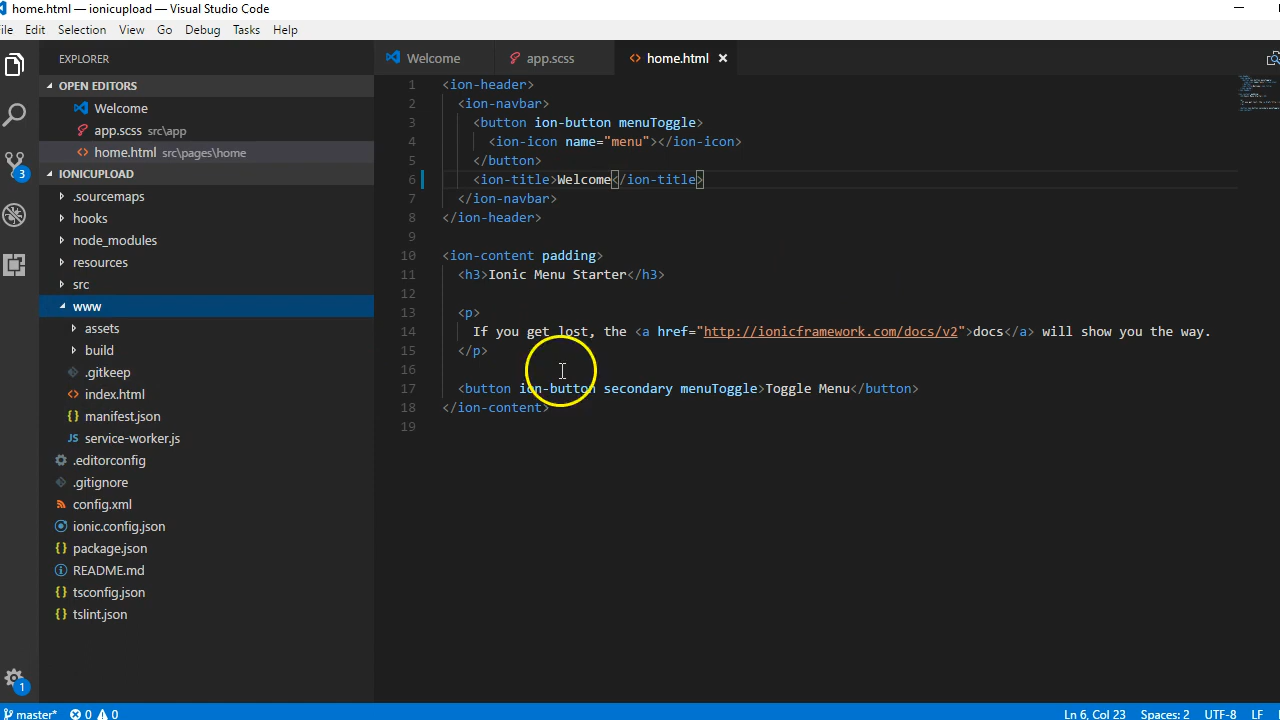 home.html — ionicupload — Visual Studio Code
ile Edit Selection View Go Debug Tasks Help
EXPLORER
OPEN EDITORS
Welcome
app.scss src\app
home.html src\pages\home
IONICUPLOAD
.sourcemaps
hooks
node_modules
resources
src
www
assets
build
.gitkeep
index.html
manifest.json
service-worker.js
.editorconfig
.gitignore
config.xml
ionic.config.json
package.json
README.md
tsconfig.json
tslint.json
3
1
Welcome app.scss home.html
1 <ion-header>
2 <ion-navbar>
3 <button ion-button menuToggle>
4 <ion-icon name="menu"></ion-icon>
5 </button>
6 <ion-title>Welcome</ion-title>
7 </ion-navbar>
8 </ion-header>
9
10 <ion-content padding>
11 <h3>Ionic Menu Starter</h3>
12
13 <p>
14 If you get lost, the <a href="http://ionicframework.com/docs/v2">docs</a> will show you the way.
15 </p>
16
17 <button ion-button secondary menuToggle>Toggle Menu</button>
18 </ion-content>
19
master* 0 0 Ln 6, Col 23 Spaces: 2 UTF-8 LF